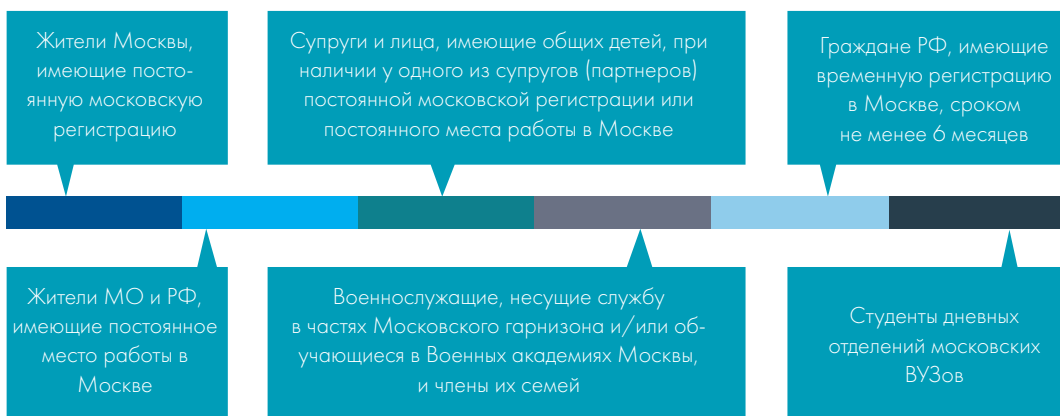 Жители Москвы,
имеющие посто-
янную московскую
регистрацию
Супруги и лица, имеющие общих детей, при
наличии у одного из супругов (партнеров)
постоянной московской регистрации или
постоянного места работы в Москве
Граждане РФ, имеющие
временную регистрацию
в Москве, сроком
не менее 6 месяцев
Жители МО и РФ,
имеющие постоянное
место работы в
Москве
Военнослужащие, несущие службу
в частях Московского гарнизона и/или об-
учающиеся в Военных академиях Москвы,
и члены их семей
Студенты дневных
отделений московских
ВУЗов